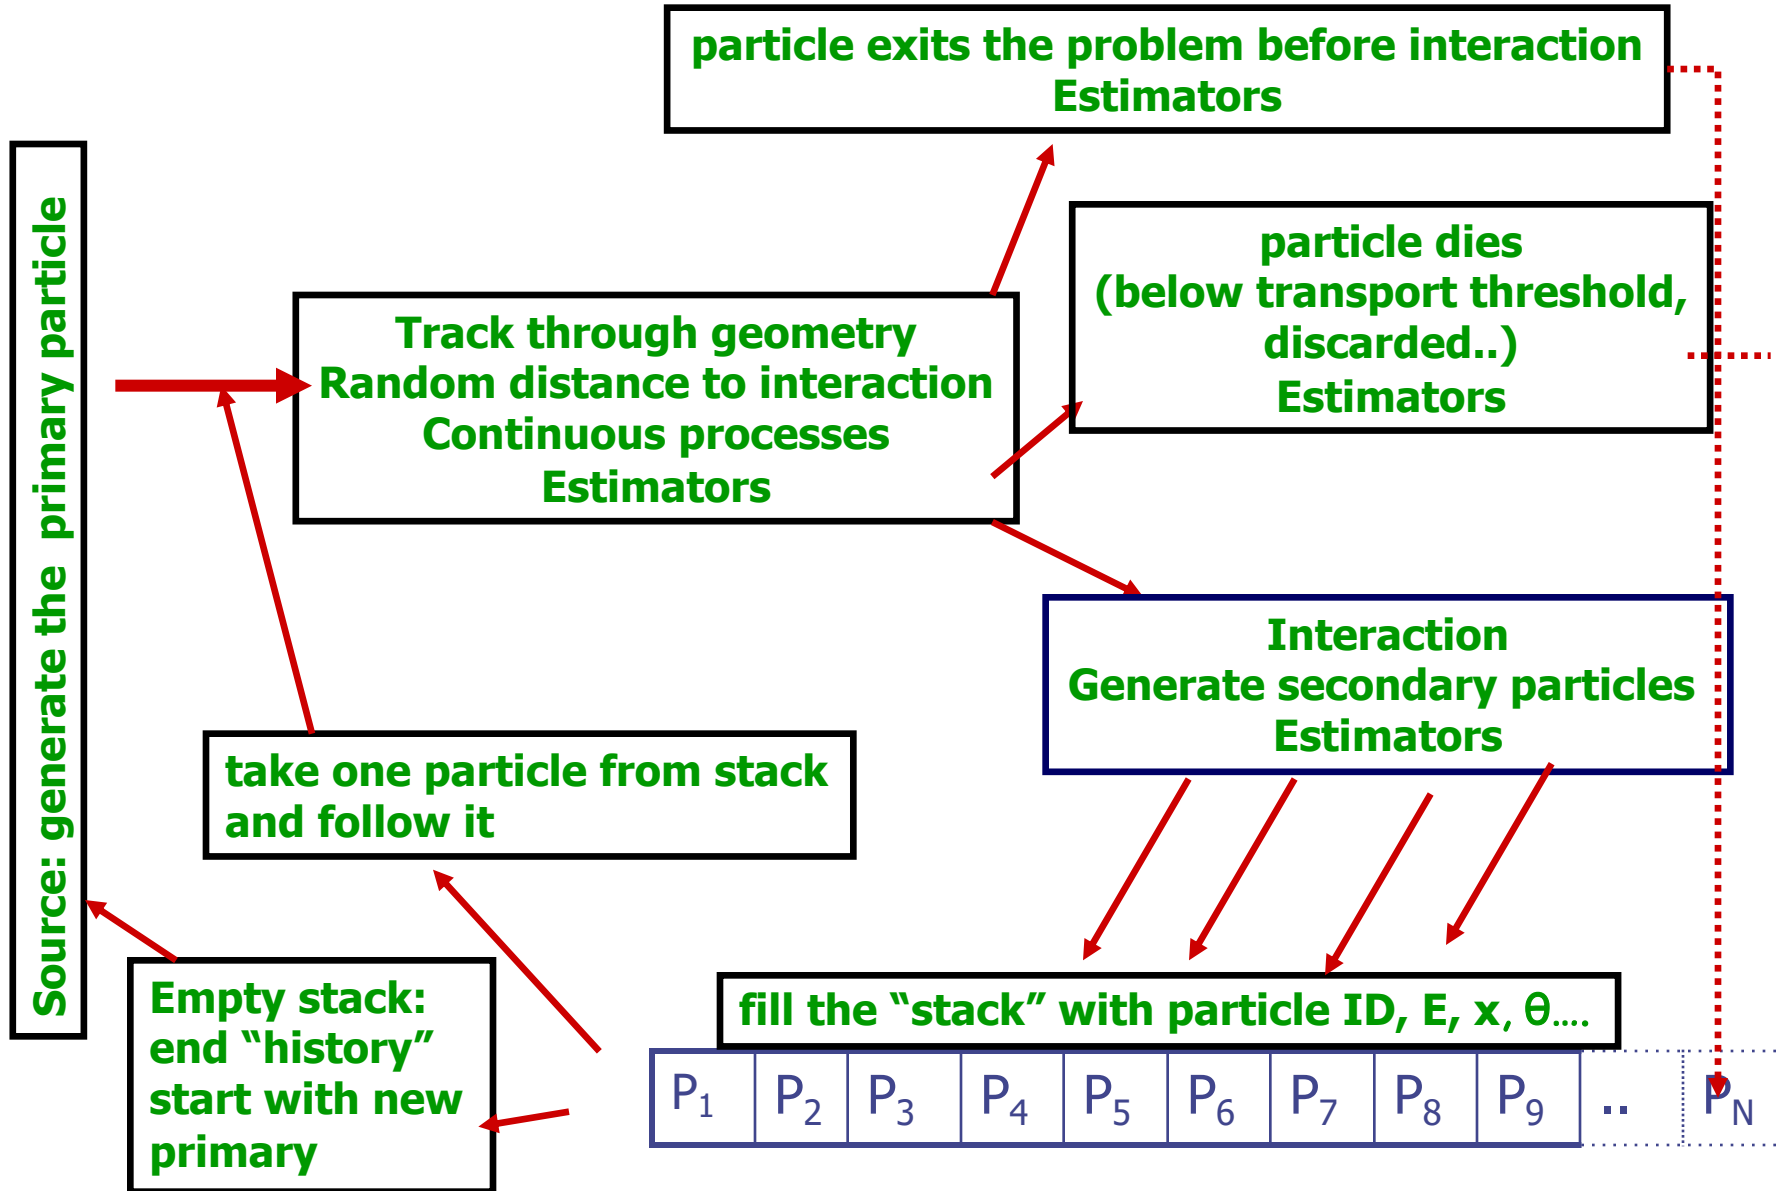 particle exits the problem before interaction
Estimators
Source: generate the primary particle
particle dies
(below transport threshold,
discarded..)
Estimators
Track through geometry
Random distance to interaction
Continuous processes
Estimators
Interaction
Generate secondary particles
Estimators
take one particle from stack
and follow it
Empty stack:
end “history”
start with new
primary
fill the “stack” with particle ID, E, x, θ....
P₁ P₂ P₃ P₄ P₅ P₆ P₇ P₈ P₉ .. P_N